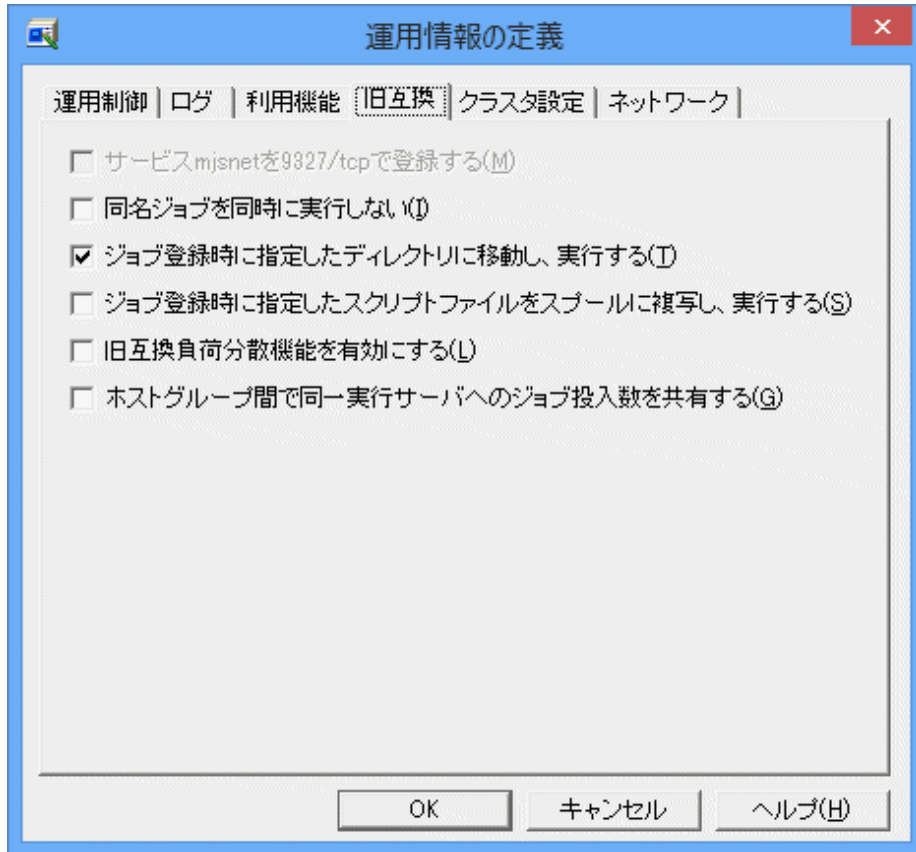 運用情報の定義
運用制御 ログ 利用機能 旧互換 クラスタ設定 ネットワーク
サービスmjsnetを9327/tcpで登録する(M)
同名ジョブを同時に実行しない(I)
ジョブ登録時に指定したディレクトリに移動し、実行する(T)
ジョブ登録時に指定したスクリプトファイルをスプールに複写し、実行する(S)
旧互換負荷分散機能を有効にする(L)
ホストグループ間で同一実行サーバへのジョブ投入数を共有する(G)
OK キャンセル ヘルプ(H)